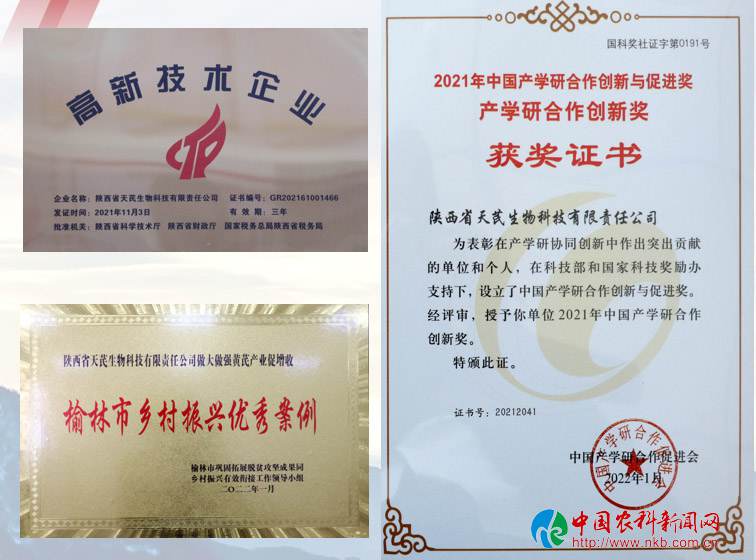 高新技术企业
企业名称：陕西省天芪生物科技有限责任公司 证书编号：GR202161001466
发证时间：2021年11月3日 有效期：三年
批准机关：陕西省科学技术厅 陕西省财政厅 国家税务总局陕西省税务局
陕西省天芪生物科技有限责任公司做大做强黄芪产业促增收
榆林市乡村振兴优秀案例
榆林市巩固拓展脱贫攻坚成果同
乡村振兴有效衔接工作领导小组
二〇二二年一月
国科奖社证字第0191号
2021年中国产学研合作创新与促进奖
产学研合作创新奖
获奖证书
陕西省天芪生物科技有限责任公司
为表彰在产学研协同创新中作出突出贡献
的单位和个人，在科技部和国家科技奖励办
支持下，设立了中国产学研合作创新与促进奖。
经评审，授予你单位2021年中国产学研合作
创新奖。
特颁此证。
证书号：20212041
中国产学研合作促进会
2022年1月
中国产学研合作促进会
中国农科新闻网
http://www.nkb.com.cn